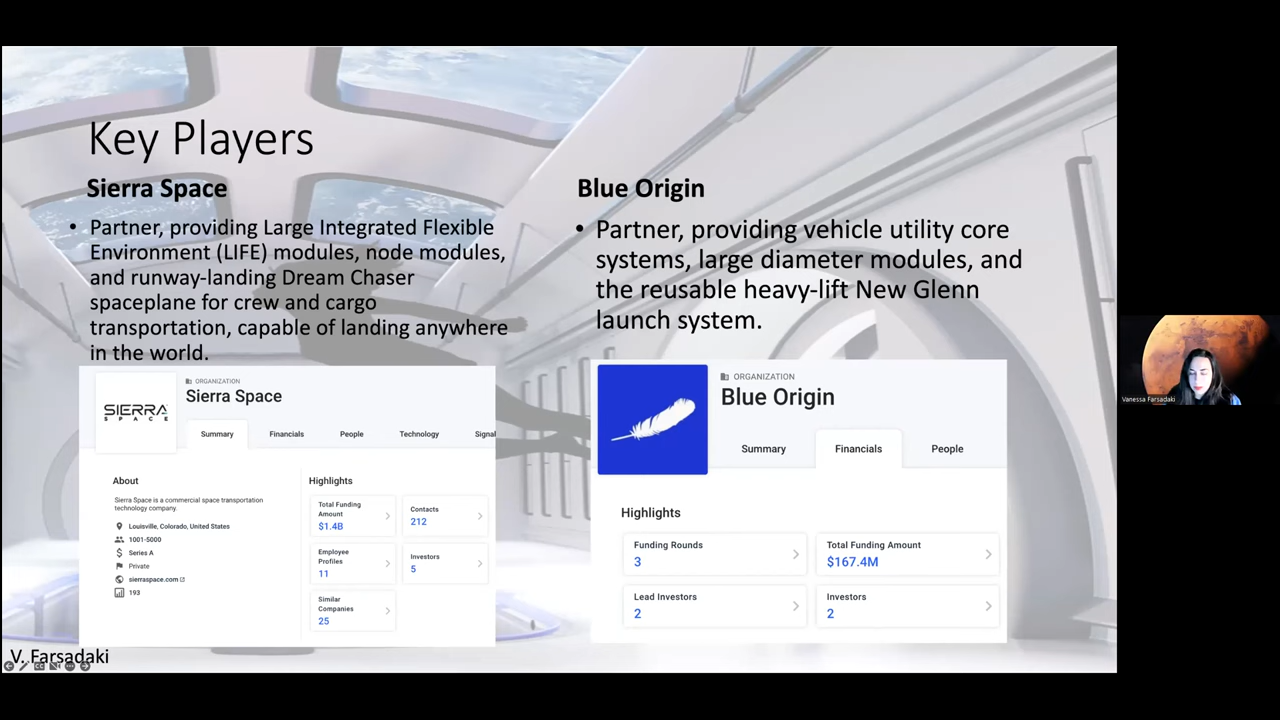 Key Players
Sierra Space
• Partner, providing Large Integrated Flexible
Environment (LIFE) modules, node modules,
and runway-landing Dream Chaser
spaceplane for crew and cargo
transportation, capable of landing anywhere
in the world.
Blue Origin
• Partner, providing vehicle utility core
systems, large diameter modules, and
the reusable heavy-lift New Glenn
launch system.
SIERRA
SPACE
ORGANIZATION
Sierra Space
Summary Financials People Technology Signal
About
Sierra Space is a commercial space transportation
technology company.
Louisville, Colorado, United States
1001-5000
Series A
Private
sierraspace.com
193
Highlights
Total Funding
Amount
$1.4B
Contacts
212
Employee
Profiles
11
Investors
5
Similar
Companies
25
ORGANIZATION
Blue Origin
Summary Financials People
Highlights
Funding Rounds
3
Total Funding Amount
$167.4M
Lead Investors
2
Investors
2
V. Farsadaki
Vanessa Farsadaki